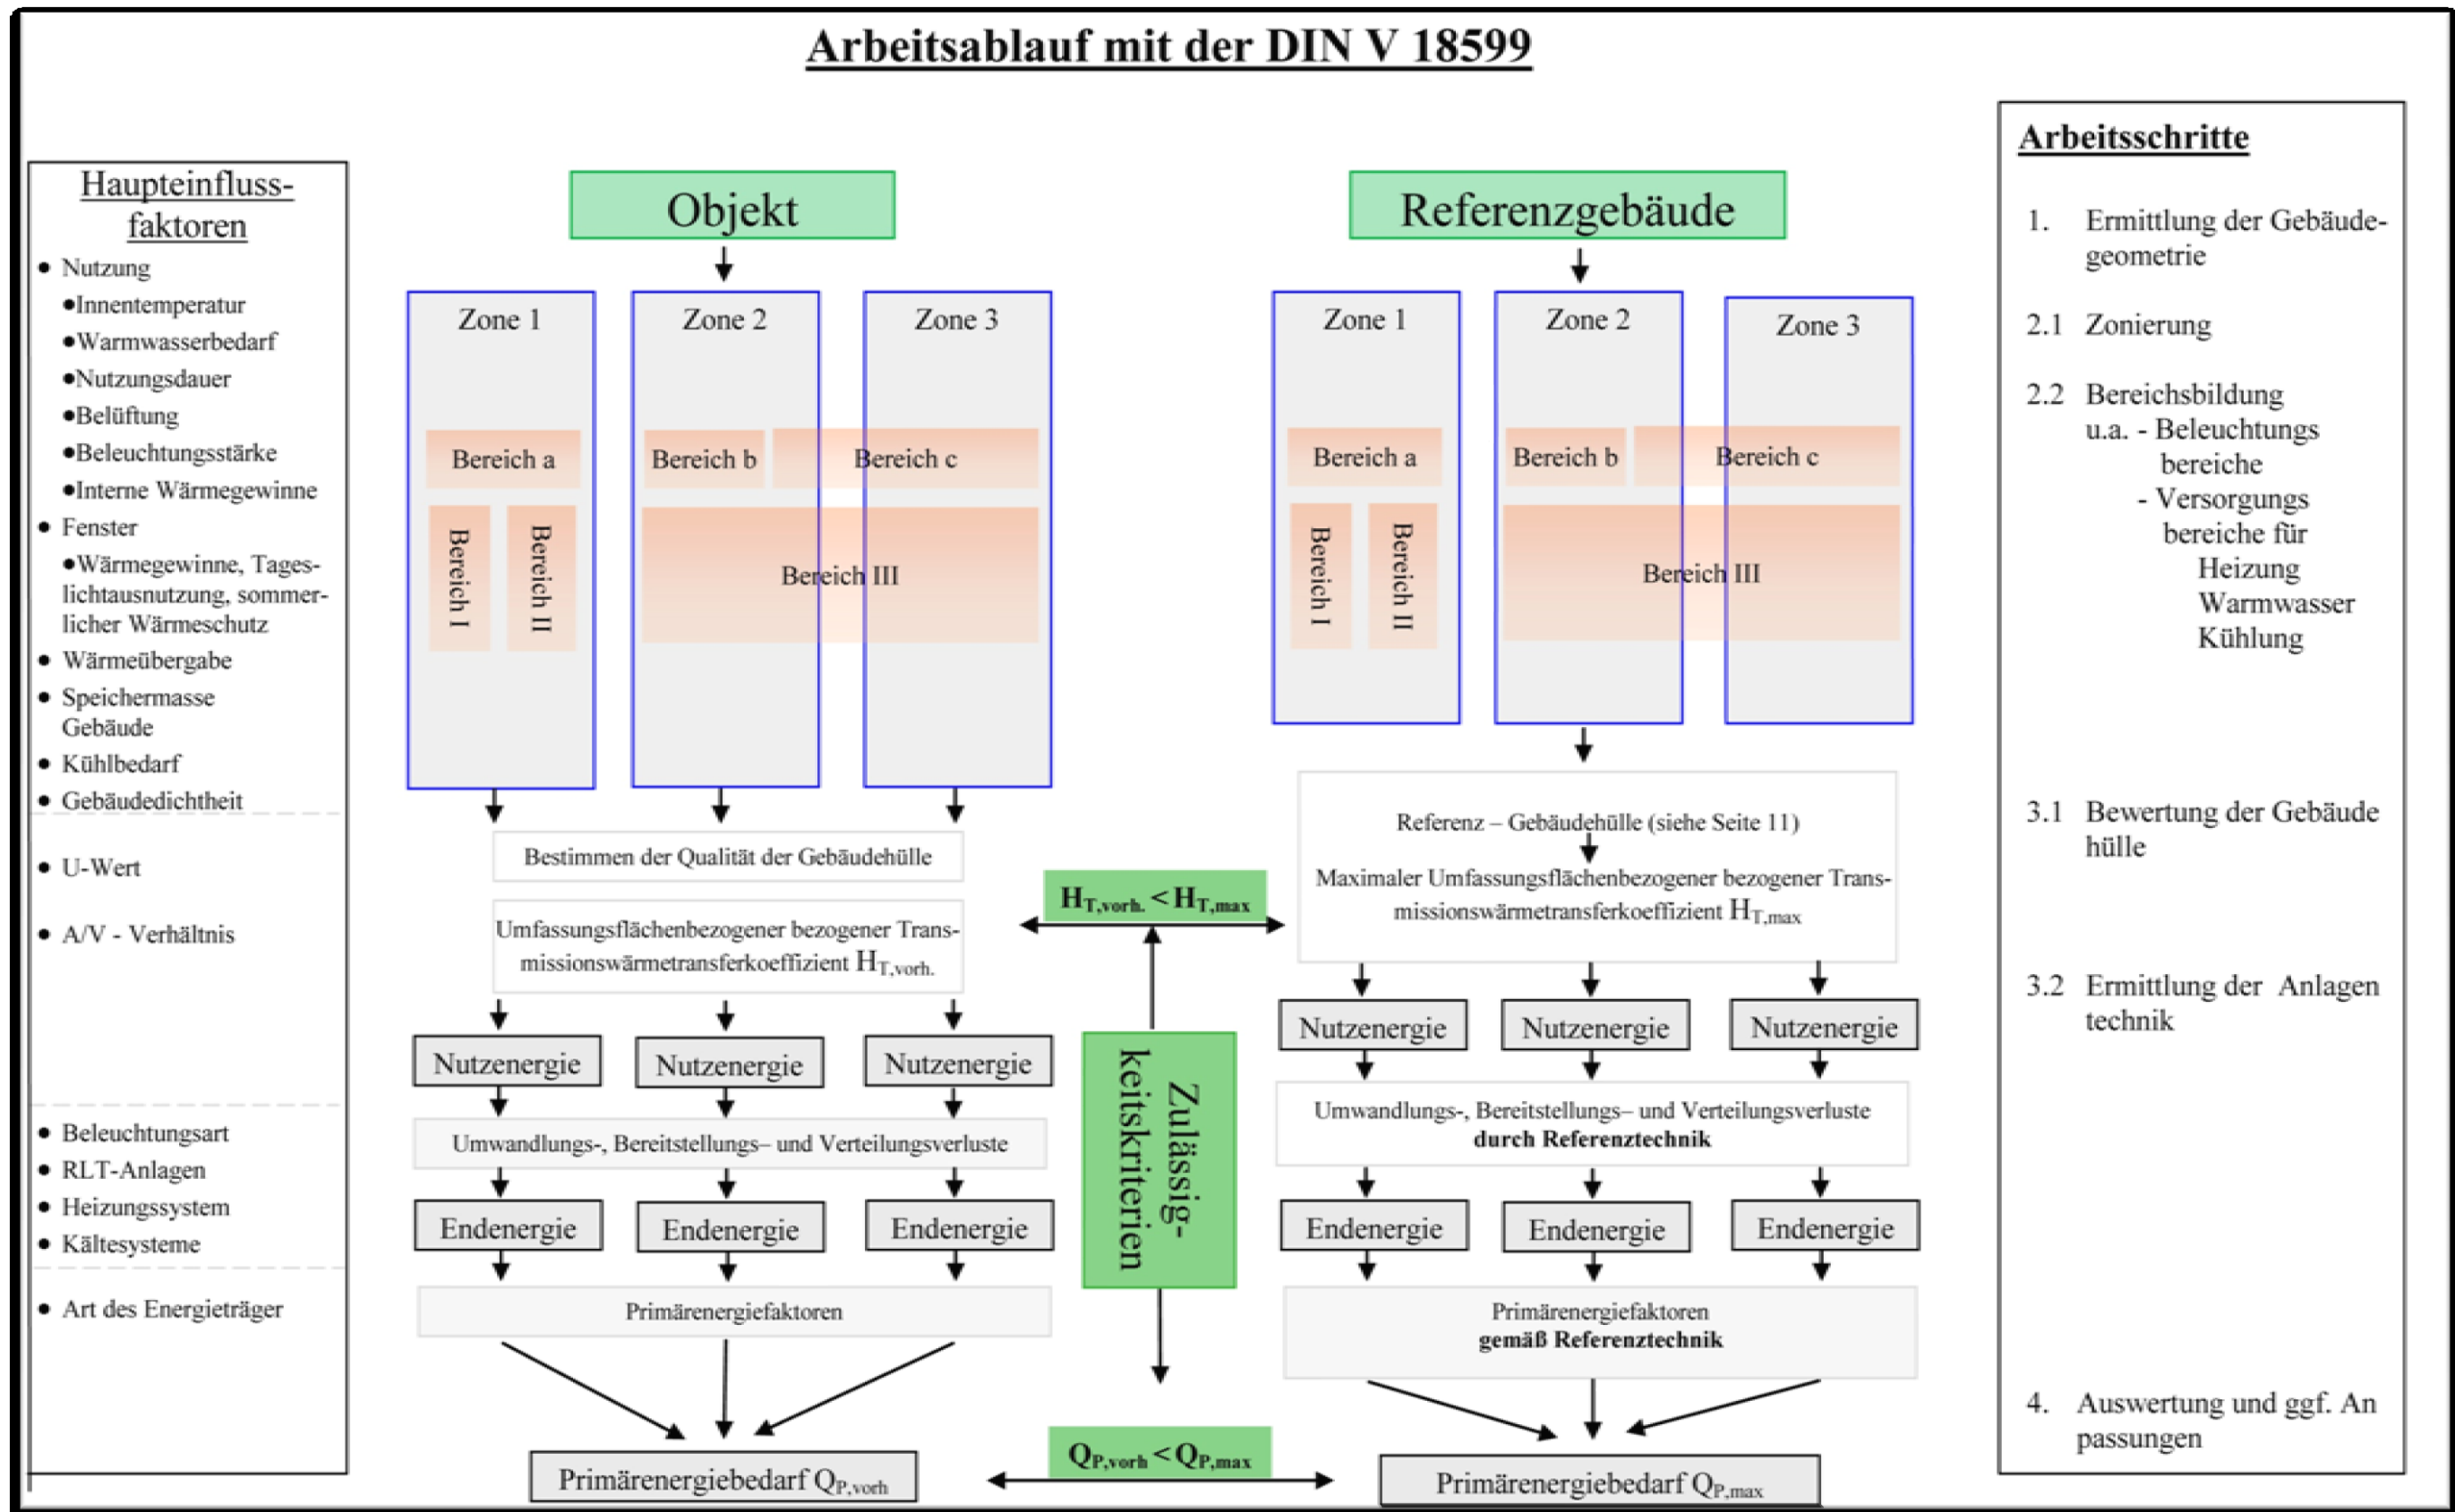 Arbeitsablauf mit der DIN V 18599
Haupteinfluss-
faktoren
● Nutzung
●Innentemperatur
●Warmwasserbedarf
●Nutzungsdauer
●Belüftung
●Beleuchtungsstärke
●Interne Wärmegewinne
● Fenster
●Wärmegewinne, Tages-
lichtausnutzung, sommer-
licher Wärmeschutz
● Wärmeübergabe
● Speichermasse
Gebäude
● Kühlbedarf
● Gebäudedichtheit
● U-Wert
● A/V - Verhältnis
● Beleuchtungsart
● RLT-Anlagen
● Heizungssystem
● Kältesysteme
● Art des Energieträger
Objekt
Zone 1
Zone 2
Zone 3
Bereich a
Bereich b
Bereich c
Bereich I
Bereich II
Bereich III
Bestimmen der Qualität der Gebäudehülle
Umfassungsflächenbezogener bezogener Trans-
missionswärmetransferkoeffizient H T,vorh.
Nutzenergie
Nutzenergie
Nutzenergie
Umwandlungs-, Bereitstellungs– und Verteilungsverluste
Endenergie
Endenergie
Endenergie
Primärenergiefaktoren
Primärenergiebedarf Q P,vorh
H T,vorh. < H T,max
Zulässig-
keitskriterien
Q P,vorh < Q P,max
Referenzgebäude
Zone 1
Zone 2
Zone 3
Bereich a
Bereich b
Bereich c
Bereich I
Bereich II
Bereich III
Referenz – Gebäudehülle (siehe Seite 11)
Maximaler Umfassungsflächenbezogener bezogener Trans-
missionswärmetransferkoeffizient H T,max
Nutzenergie
Nutzenergie
Nutzenergie
Umwandlungs-, Bereitstellungs– und Verteilungsverluste
durch Referenztechnik
Endenergie
Endenergie
Endenergie
Primärenergiefaktoren
gemäß Referenztechnik
Primärenergiebedarf Q P,max
Arbeitsschritte
1. Ermittlung der Gebäude-
geometrie
2.1 Zonierung
2.2 Bereichsbildung
u.a. - Beleuchtungs
bereiche
- Versorgungs
bereiche für
Heizung
Warmwasser
Kühlung
3.1 Bewertung der Gebäude
hülle
3.2 Ermittlung der Anlagen
technik
4. Auswertung und ggf. An
passungen